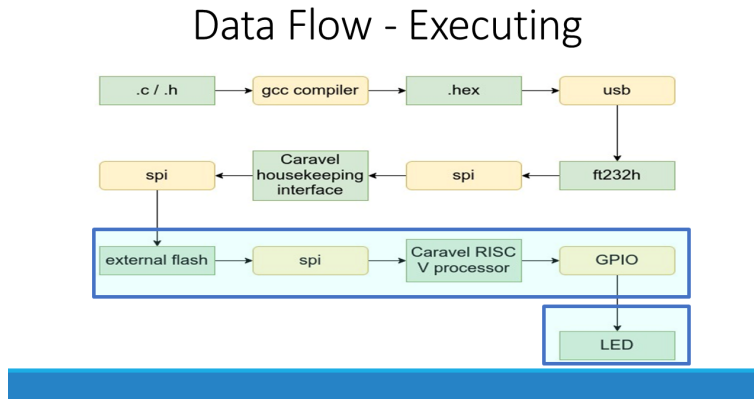 Data Flow - Executing
.c / .h
gcc compiler
.hex
usb
spi
Caravel
housekeeping
interface
spi
ft232h
external flash
spi
Caravel RISC
V processor
GPIO
LED